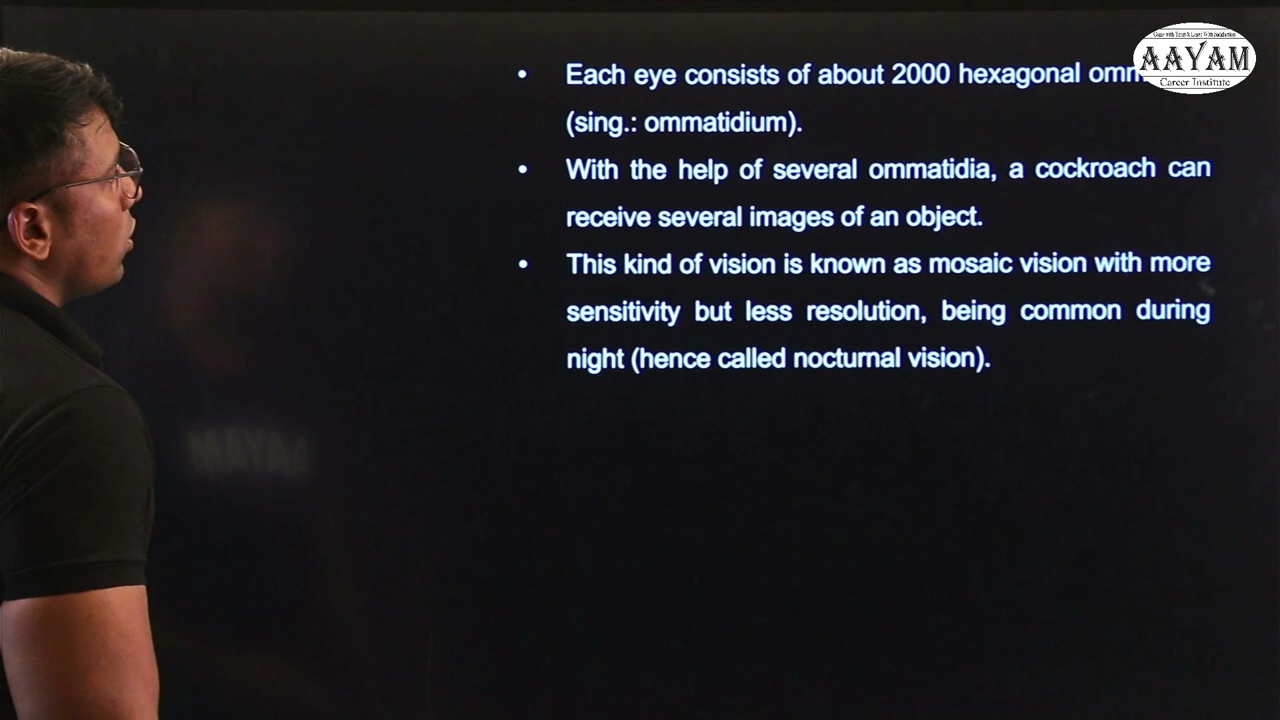 AAYAM
Career Institute
• Each eye consists of about 2000 hexagonal
(sing.: ommatidium).
• With the help of several ommatidia, a cockroach can
receive several images of an object.
• This kind of vision is known as mosaic vision with more
sensitivity but less resolution, being common during
night (hence called nocturnal vision).